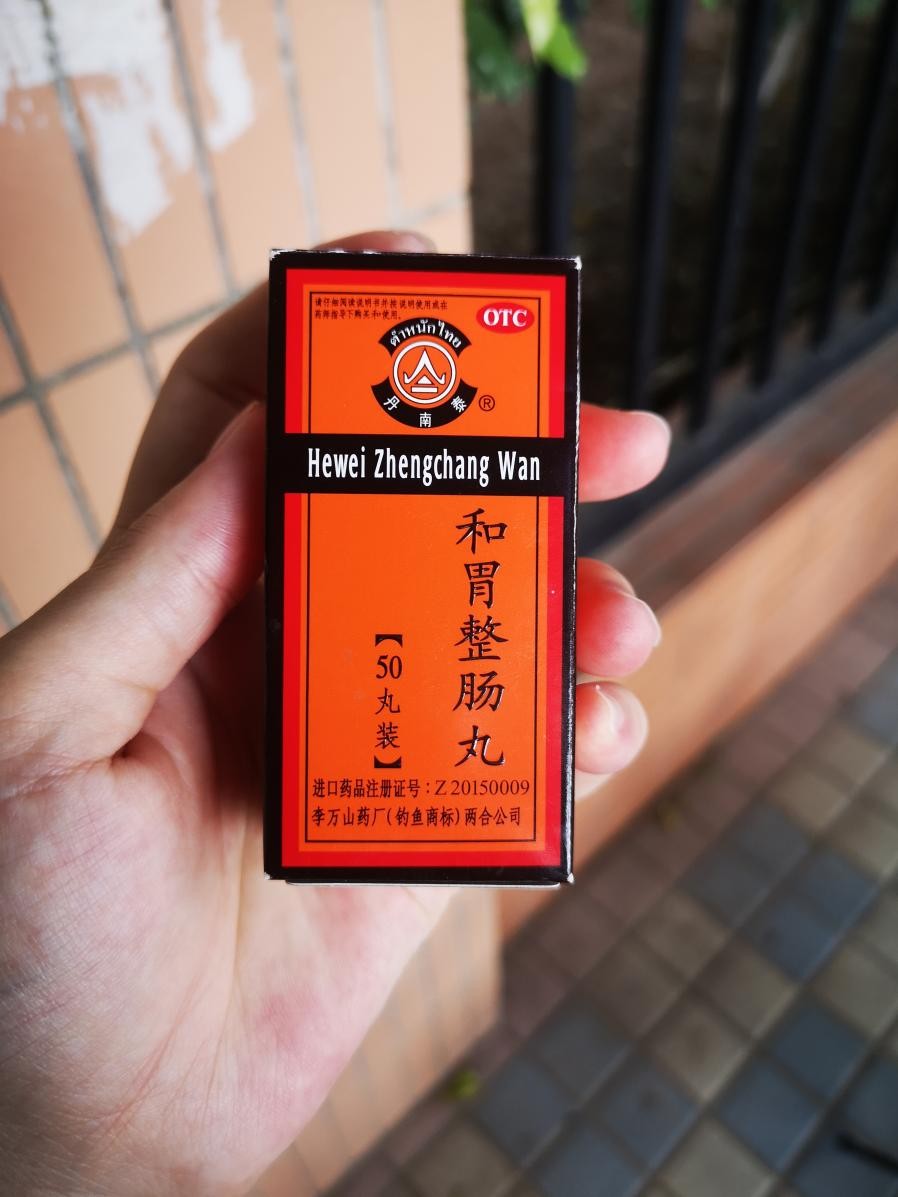 请仔细阅读说明书并按说明使用或在
药师指导下购买和使用。
OTC
ตำหนักไทย
丹南泰
®
Hewei Zhengchang Wan
和胃整肠丸
【50丸装】
进口药品注册证号：Z20150009
李万山药厂(钓鱼商标)两合公司